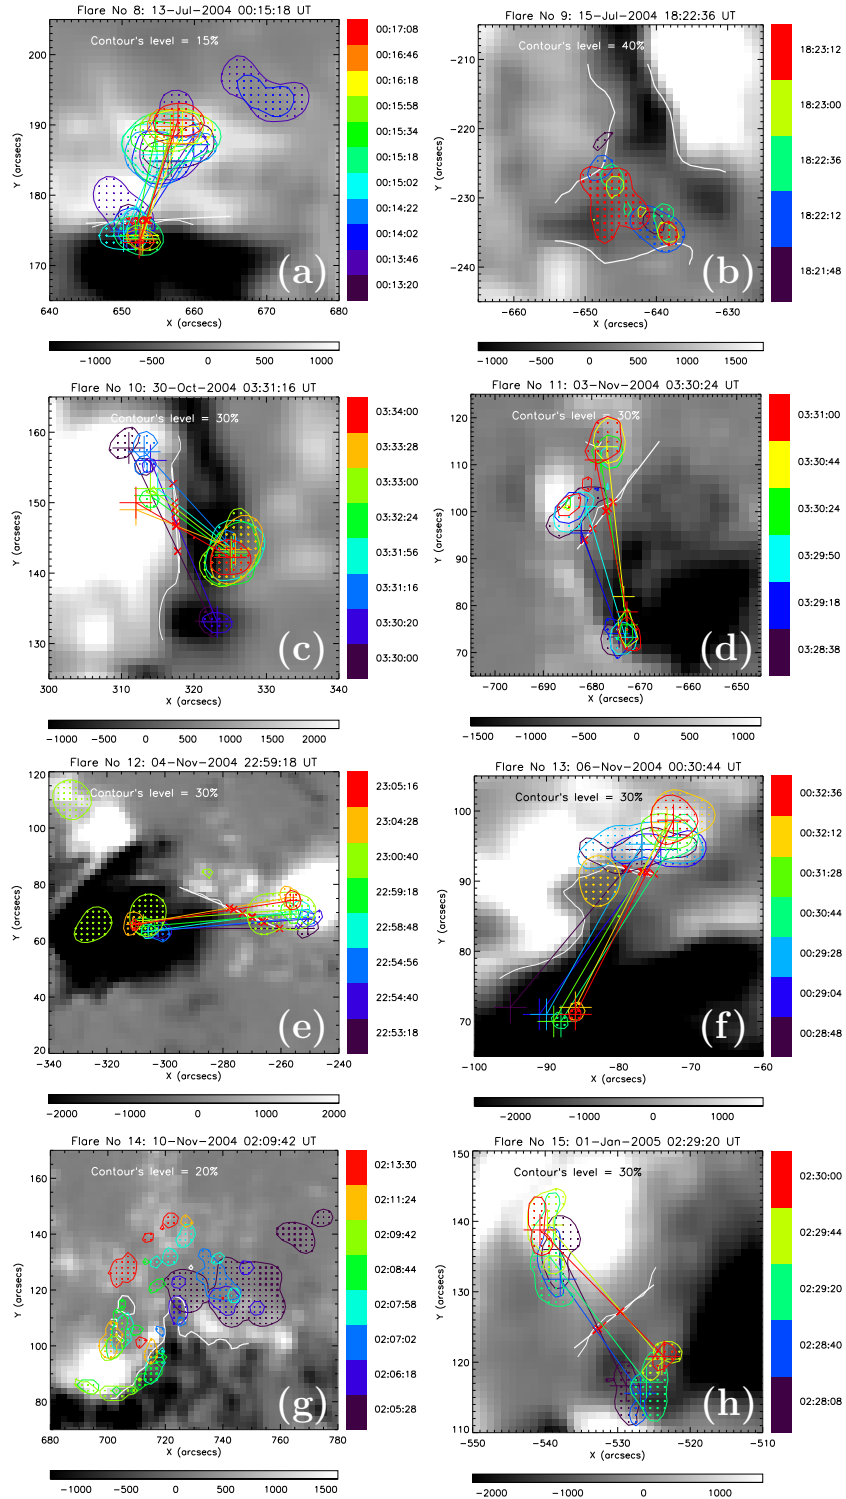 Flare No 8: 13-Jul-2004 00:15:18 UT
Contour's level = 15%
200
190
180
170
Y (arcsecs)
640 650 660 670 680
X (arcsecs)
00:17:08
00:16:46
00:16:18
00:15:58
00:15:34
00:15:18
00:15:02
00:14:22
00:14:02
00:13:46
00:13:20
(a)
-1000 -500 0 500 1000
Flare No 9: 15-Jul-2004 18:22:36 UT
Contour's level = 40%
-210
-220
-230
-240
Y (arcsecs)
-660 -650 -640 -630
X (arcsecs)
18:23:12
18:23:00
18:22:36
18:22:12
18:21:48
(b)
-1000 -500 0 500 1000 1500
Flare No 10: 30-Oct-2004 03:31:16 UT
Contour's level = 30%
160
150
140
130
Y (arcsecs)
300 310 320 330 340
X (arcsecs)
03:34:00
03:33:28
03:33:00
03:32:24
03:31:56
03:31:16
03:30:20
03:30:00
(c)
-1000 -500 0 500 1000 1500 2000
Flare No 11: 03-Nov-2004 03:30:24 UT
Contour's level = 30%
120
110
100
90
80
70
Y (arcsecs)
-700 -690 -680 -670 -660 -650
X (arcsecs)
03:31:00
03:30:44
03:30:24
03:29:50
03:29:18
03:28:38
(d)
-1500 -1000 -500 0 500 1000
Flare No 12: 04-Nov-2004 22:59:18 UT
Contour's level = 30%
120
100
80
60
40
20
Y (arcsecs)
-340 -320 -300 -280 -260 -240
X (arcsecs)
23:05:16
23:04:28
23:00:40
22:59:18
22:58:48
22:54:56
22:54:40
22:53:18
(e)
-2000 -1000 0 1000 2000
Flare No 13: 06-Nov-2004 00:30:44 UT
Contour's level = 30%
100
90
80
70
Y (arcsecs)
-100 -90 -80 -70 -60
X (arcsecs)
00:32:36
00:32:12
00:31:28
00:30:44
00:29:28
00:29:04
00:28:48
(f)
-2000 -1000 0 1000
Flare No 14: 10-Nov-2004 02:09:42 UT
Contour's level = 20%
160
140
120
100
80
Y (arcsecs)
680 700 720 740 760 780
X (arcsecs)
02:13:30
02:11:24
02:09:42
02:08:44
02:07:58
02:07:02
02:06:18
02:05:28
(g)
-1000 -500 0 500 1000 1500
Flare No 15: 01-Jan-2005 02:29:20 UT
Contour's level = 30%
150
140
130
120
110
Y (arcsecs)
-550 -540 -530 -520 -510
X (arcsecs)
02:30:00
02:29:44
02:29:20
02:28:40
02:28:08
(h)
-2000 -1000 0 1000